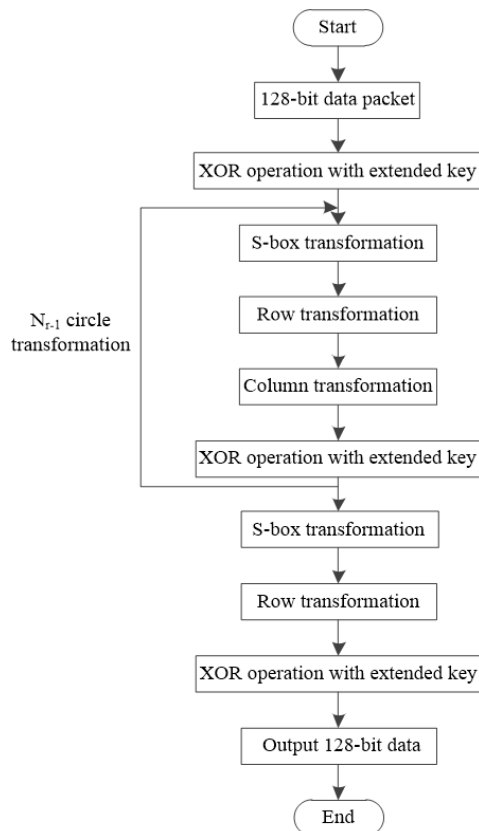 Start
128-bit data packet
XOR operation with extended key
S-box transformation
Row transformation
N_{r-1} circle
transformation
Column transformation
XOR operation with extended key
S-box transformation
Row transformation
XOR operation with extended key
Output 128-bit data
End